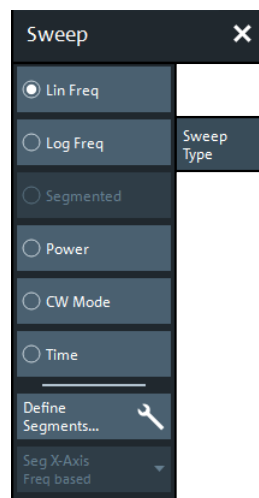 Sweep
Lin Freq
Log Freq
Sweep
Type
Segmented
Power
CW Mode
Time
Define
Segments...
Seg X-Axis
Freq based